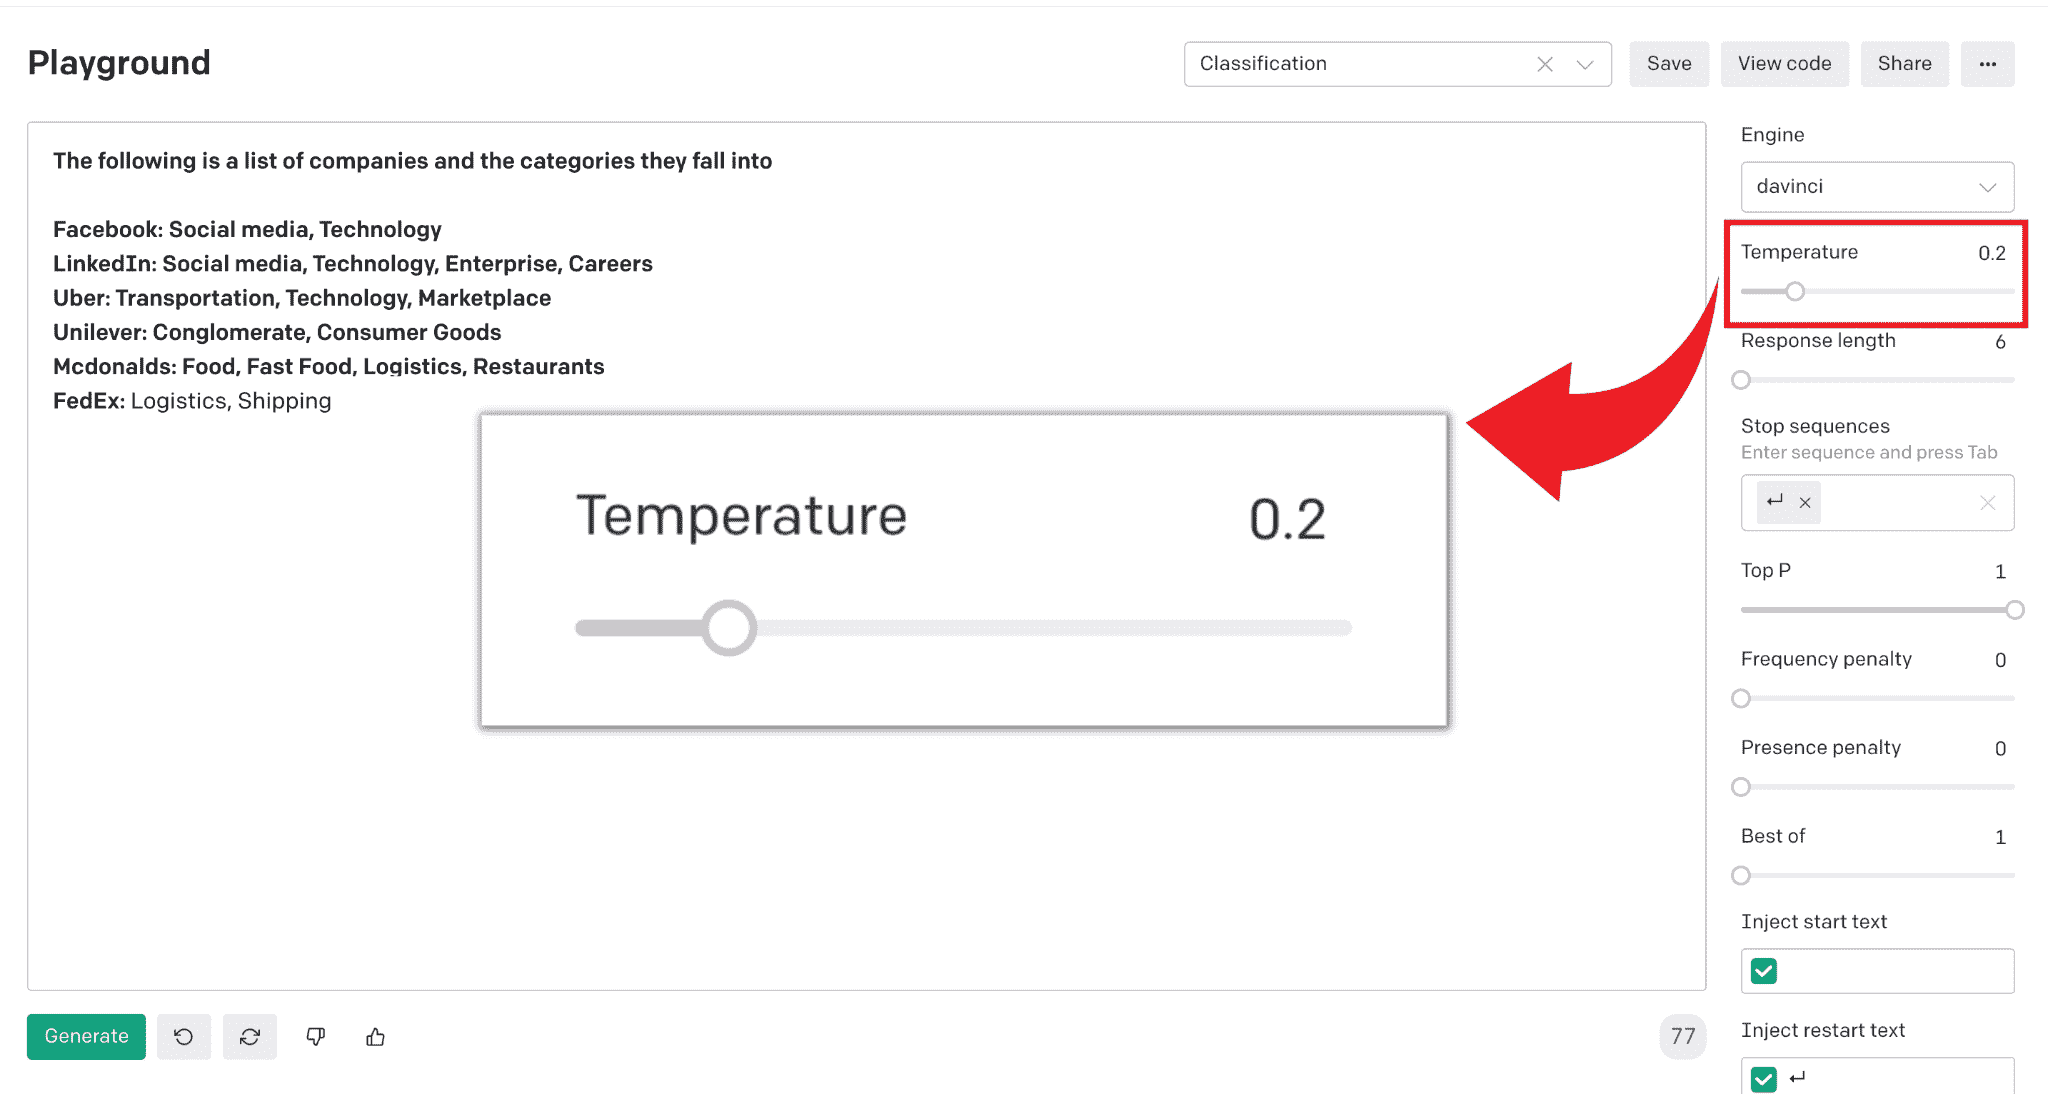 Playground
Classification
Save
View code
Share
The following is a list of companies and the categories they fall into
Facebook: Social media, Technology
LinkedIn: Social media, Technology, Enterprise, Careers
Uber: Transportation, Technology, Marketplace
Unilever: Conglomerate, Consumer Goods
Mcdonalds: Food, Fast Food, Logistics, Restaurants
FedEx: Logistics, Shipping
Temperature 0.2
Generate
77
Engine
davinci
Temperature 0.2
Response length 6
Stop sequences
Enter sequence and press Tab
↵
Top P 1
Frequency penalty 0
Presence penalty 0
Best of 1
Inject start text
Inject restart text
↵